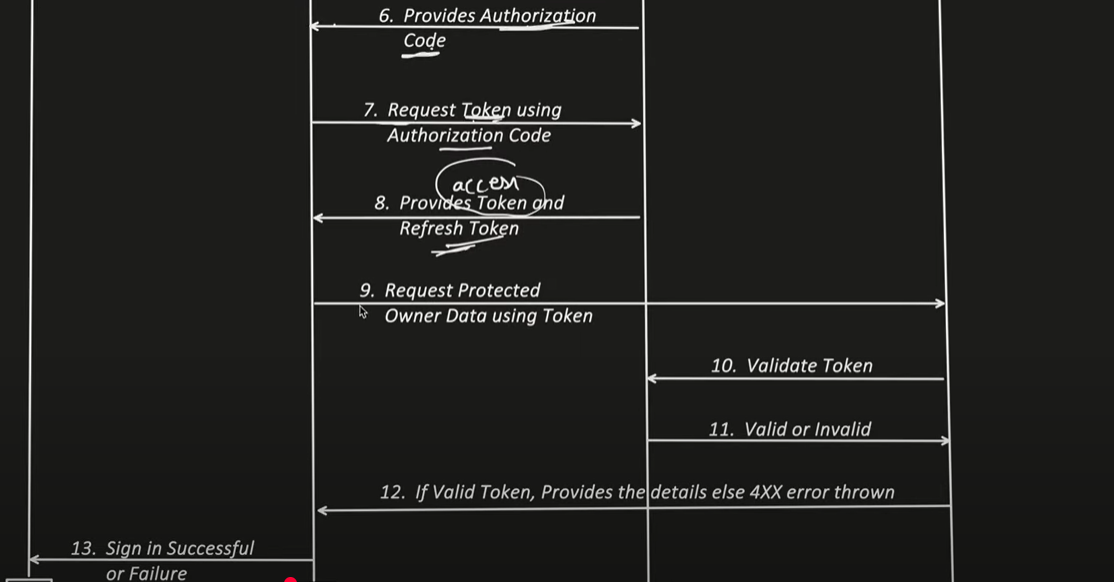 6. Provides Authorization
Code
7. Request Token using
Authorization Code
access
8. Provides Token and
Refresh Token
9. Request Protected
Owner Data using Token
10. Validate Token
11. Valid or Invalid
12. If Valid Token, Provides the details else 4XX error thrown
13. Sign in Successful
or Failure